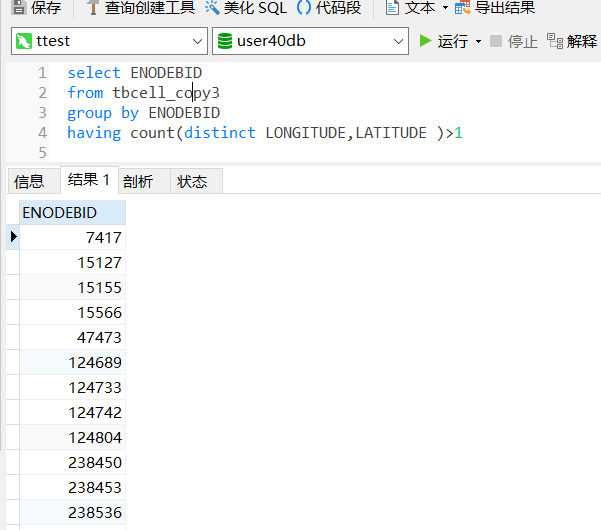 保存 查询创建工具 美化 SQL 代码段 文本 导出结果
ttest user40db 运行 停止 解释
1 select ENODEBID
2 from tbcell_copy3
3 group by ENODEBID
4 having count(distinct LONGITUDE,LATITUDE )>1
5
信息 结果 1 剖析 状态
ENODEBID
7417
15127
15155
15566
47473
124689
124733
124742
124804
238450
238453
238536